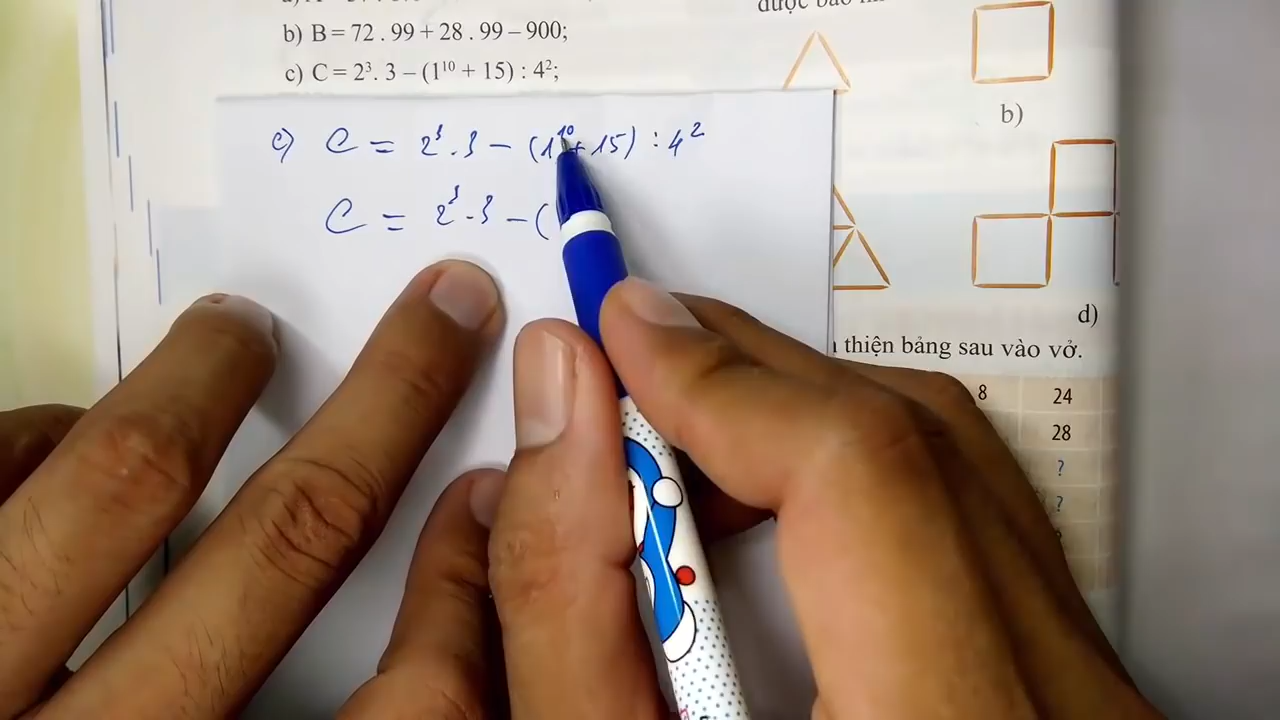 b) B = 72 . 99 + 28 . 99 – 900;
c) C = 2³. 3 – (1¹⁰ + 15) : 4²;
c) C = 2³ . 3 – (1¹⁰ + 15) : 4²
C = 2³ . 3 – (
được
b)
d)
thiện bảng sau vào vở.
8 24
28
?
?